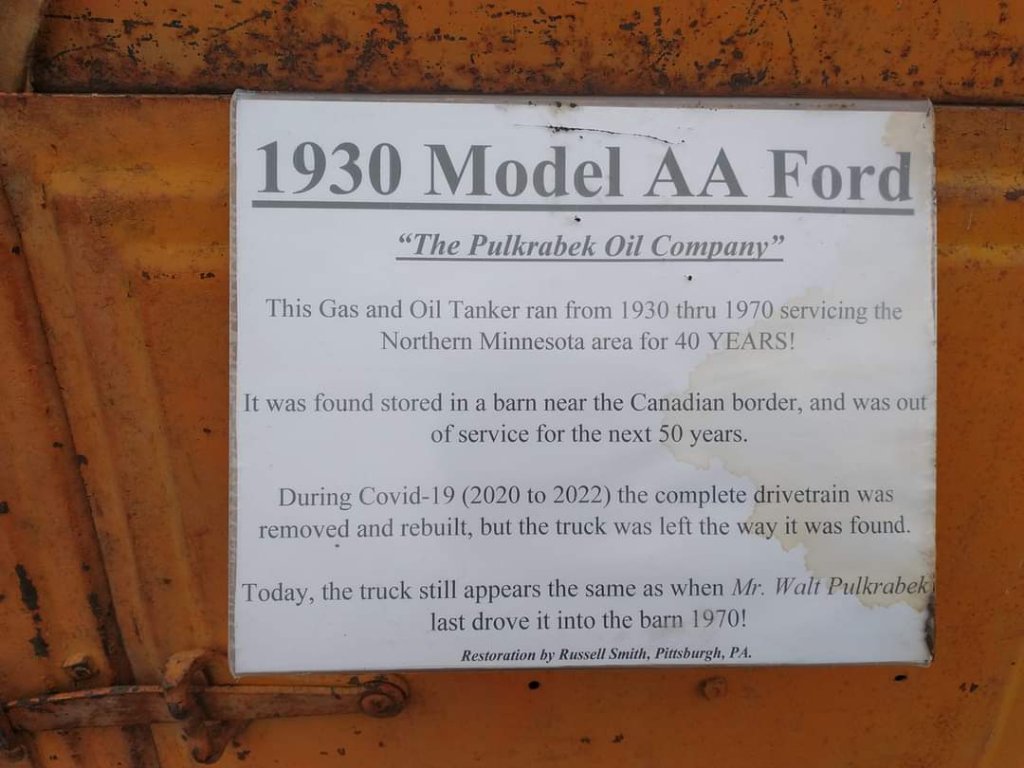 1930 Model AA Ford
“The Pulkrabek Oil Company”
This Gas and Oil Tanker ran from 1930 thru 1970 servicing the
Northern Minnesota area for 40 YEARS!
It was found stored in a barn near the Canadian border, and was out
of service for the next 50 years.
During Covid-19 (2020 to 2022) the complete drivetrain was
removed and rebuilt, but the truck was left the way it was found.
Today, the truck still appears the same as when Mr. Walt Pulkrabek
last drove it into the barn 1970!
Restoration by Russell Smith, Pittsburgh, PA.